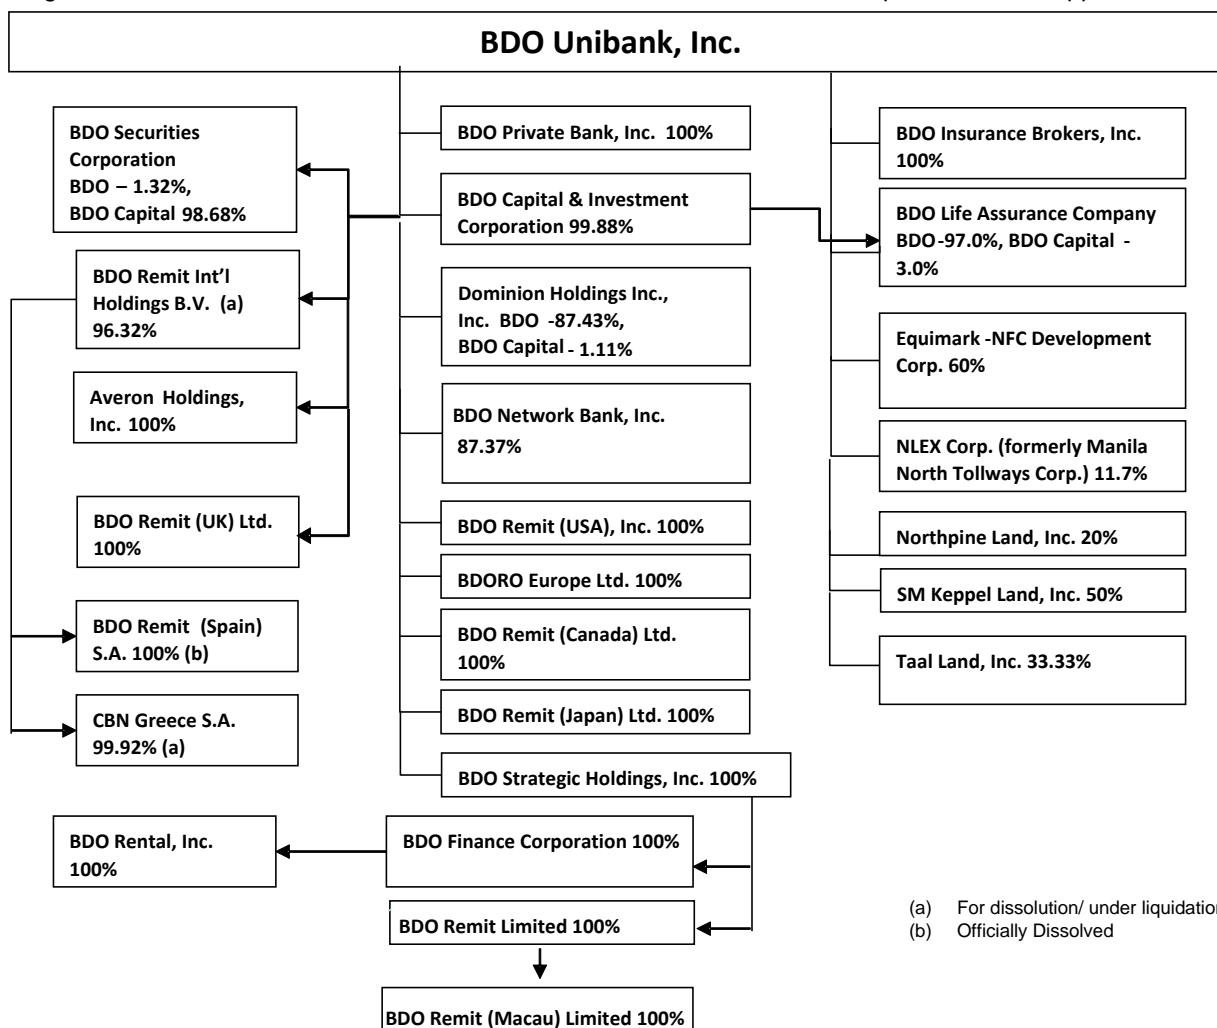 BDO Unibank, Inc.
BDO Securities
Corporation
BDO – 1.32%,
BDO Capital 98.68%
BDO Remit Int'l
Holdings B.V. (a)
96.32%
Averon Holdings,
Inc. 100%
BDO Remit (UK) Ltd.
100%
BDO Remit (Spain)
S.A. 100% (b)
CBN Greece S.A.
99.92% (a)
BDO Private Bank, Inc. 100%
BDO Capital & Investment
Corporation 99.88%
Dominion Holdings Inc.,
Inc. BDO -87.43%,
BDO Capital - 1.11%
BDO Network Bank, Inc.
87.37%
BDO Remit (USA), Inc. 100%
BDORO Europe Ltd. 100%
BDO Remit (Canada) Ltd.
100%
BDO Remit (Japan) Ltd. 100%
BDO Strategic Holdings, Inc. 100%
BDO Insurance Brokers, Inc.
100%
BDO Life Assurance Company
BDO -97.0%, BDO Capital -
3.0%
Equimark -NFC Development
Corp. 60%
NLEX Corp. (formerly Manila
North Tollways Corp.) 11.7%
Northpine Land, Inc. 20%
SM Keppel Land, Inc. 50%
Taal Land, Inc. 33.33%
BDO Rental, Inc.
100%
BDO Finance Corporation 100%
BDO Remit Limited 100%
BDO Remit (Macau) Limited 100%
(a) For dissolution/ under liquidation
(b) Officially Dissolved